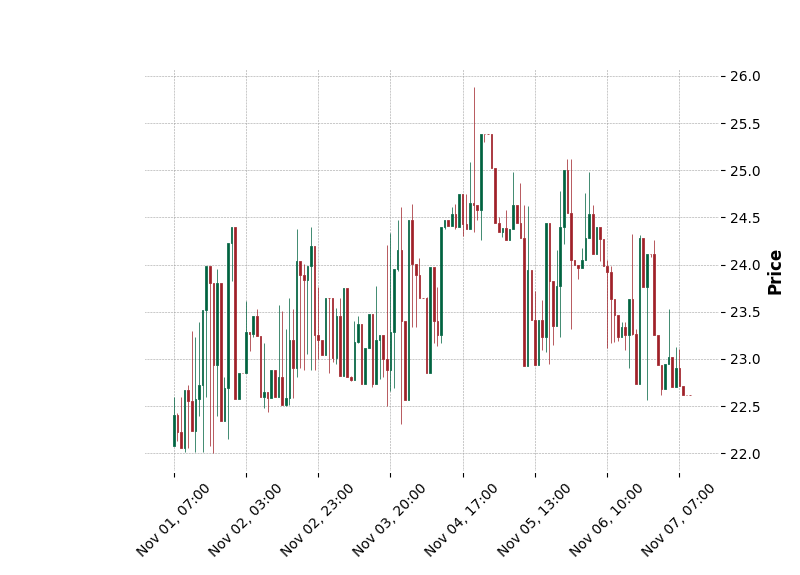 26.0
25.5
25.0
24.5
24.0
23.5
23.0
22.5
22.0
Price
Nov 01, 07:00
Nov 02, 03:00
Nov 02, 23:00
Nov 03, 20:00
Nov 04, 17:00
Nov 05, 13:00
Nov 06, 10:00
Nov 07, 07:00